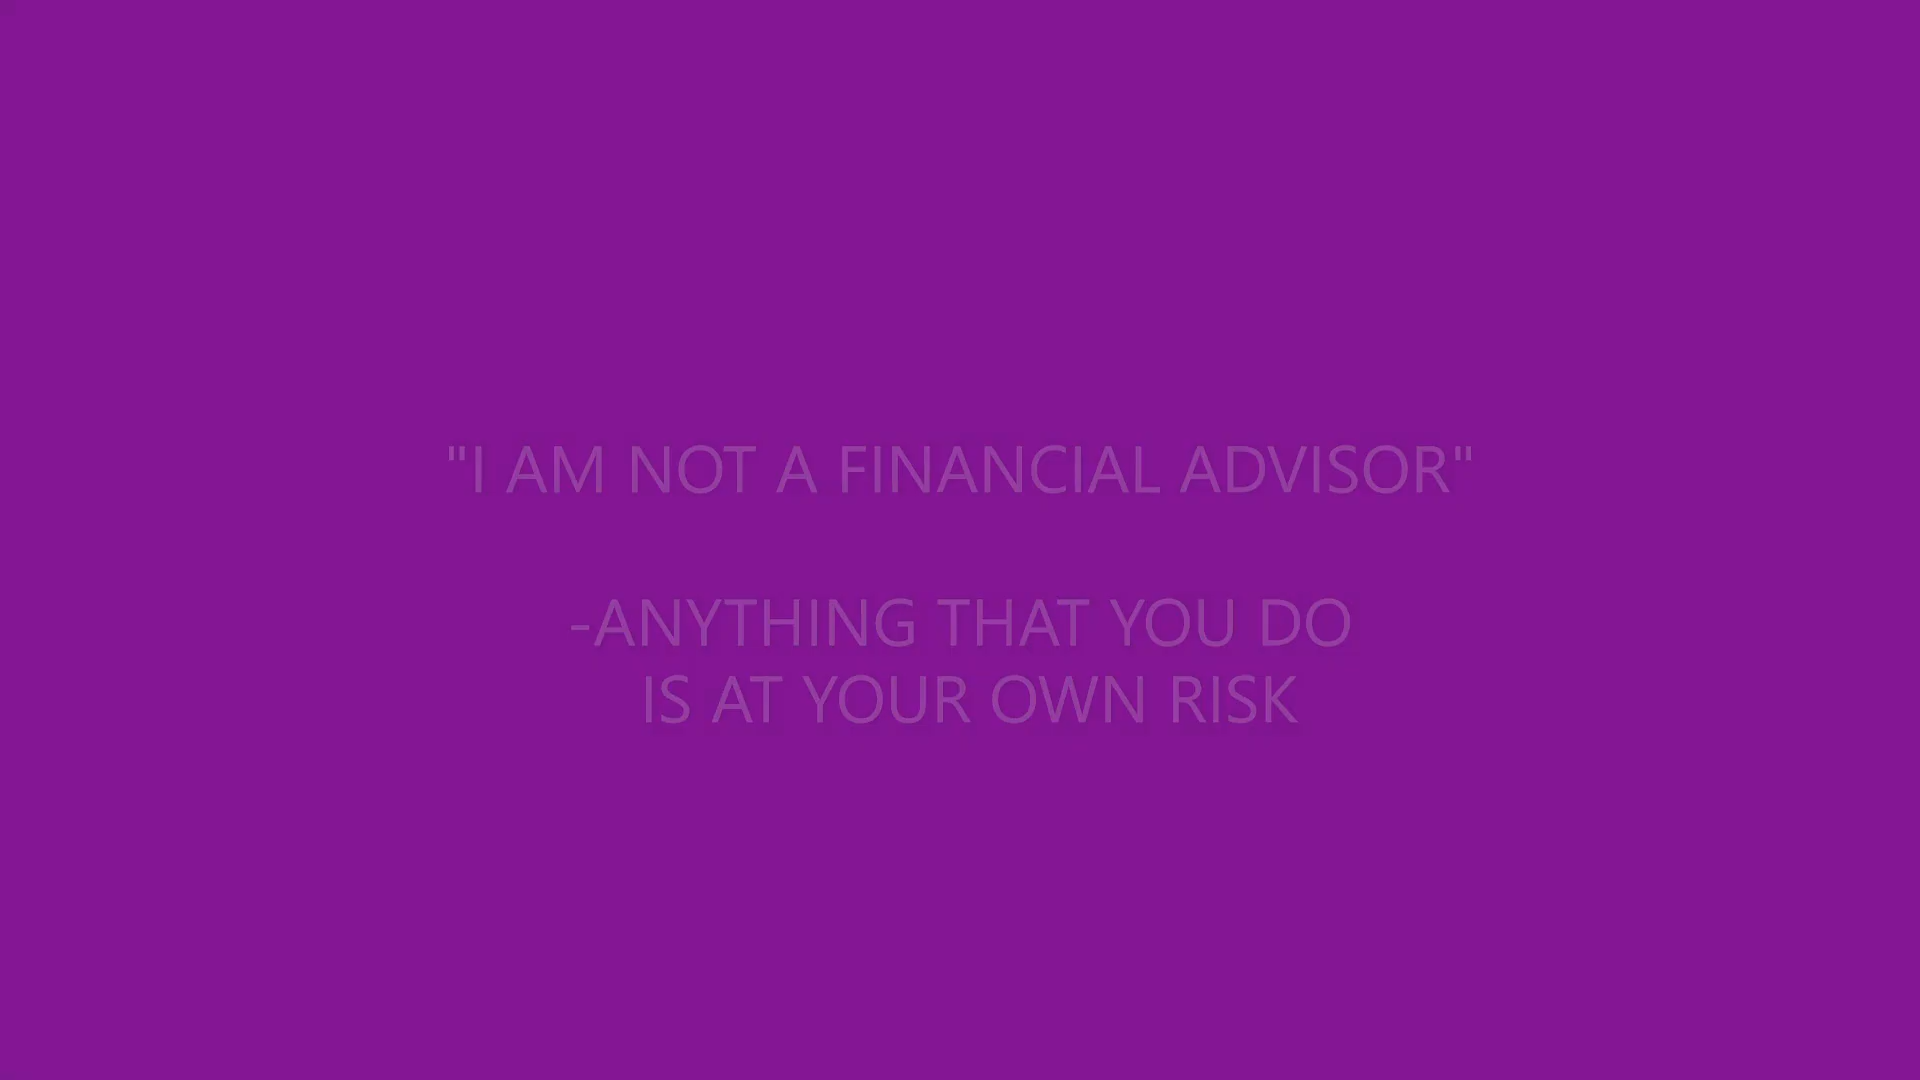 "I AM NOT A FINANCIAL ADVISOR"
-ANYTHING THAT YOU DO
IS AT YOUR OWN RISK